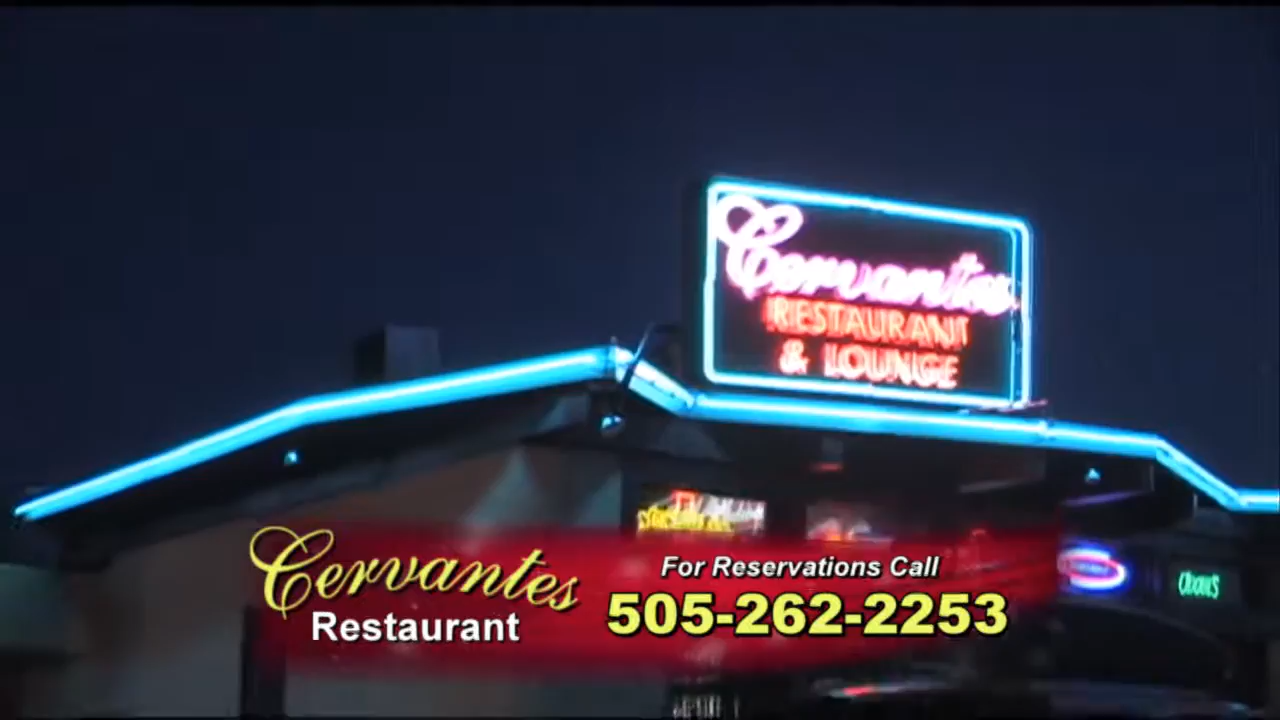 Cervantes
RESTAURANT
& LOUNGE
Cervantes
Restaurant
For Reservations Call
505-262-2253